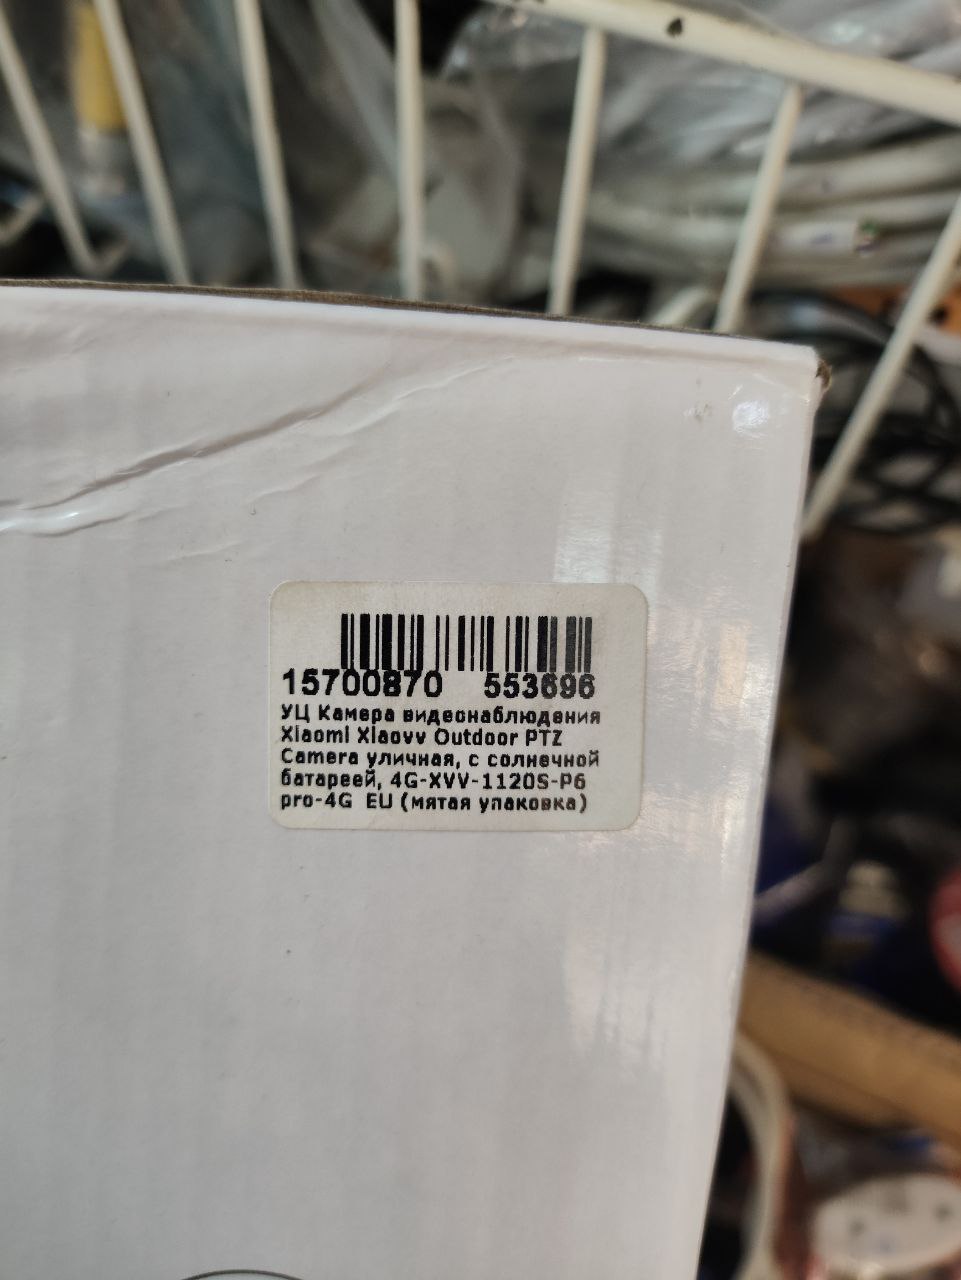 15700870 553696
УЦ Камера видеонаблюдения
Xiaomi Xiaovv Outdoor PTZ
Camera уличная, с солнечной
батареей, 4G-XVV-1120S-P6
pro-4G EU (мятая упаковка)